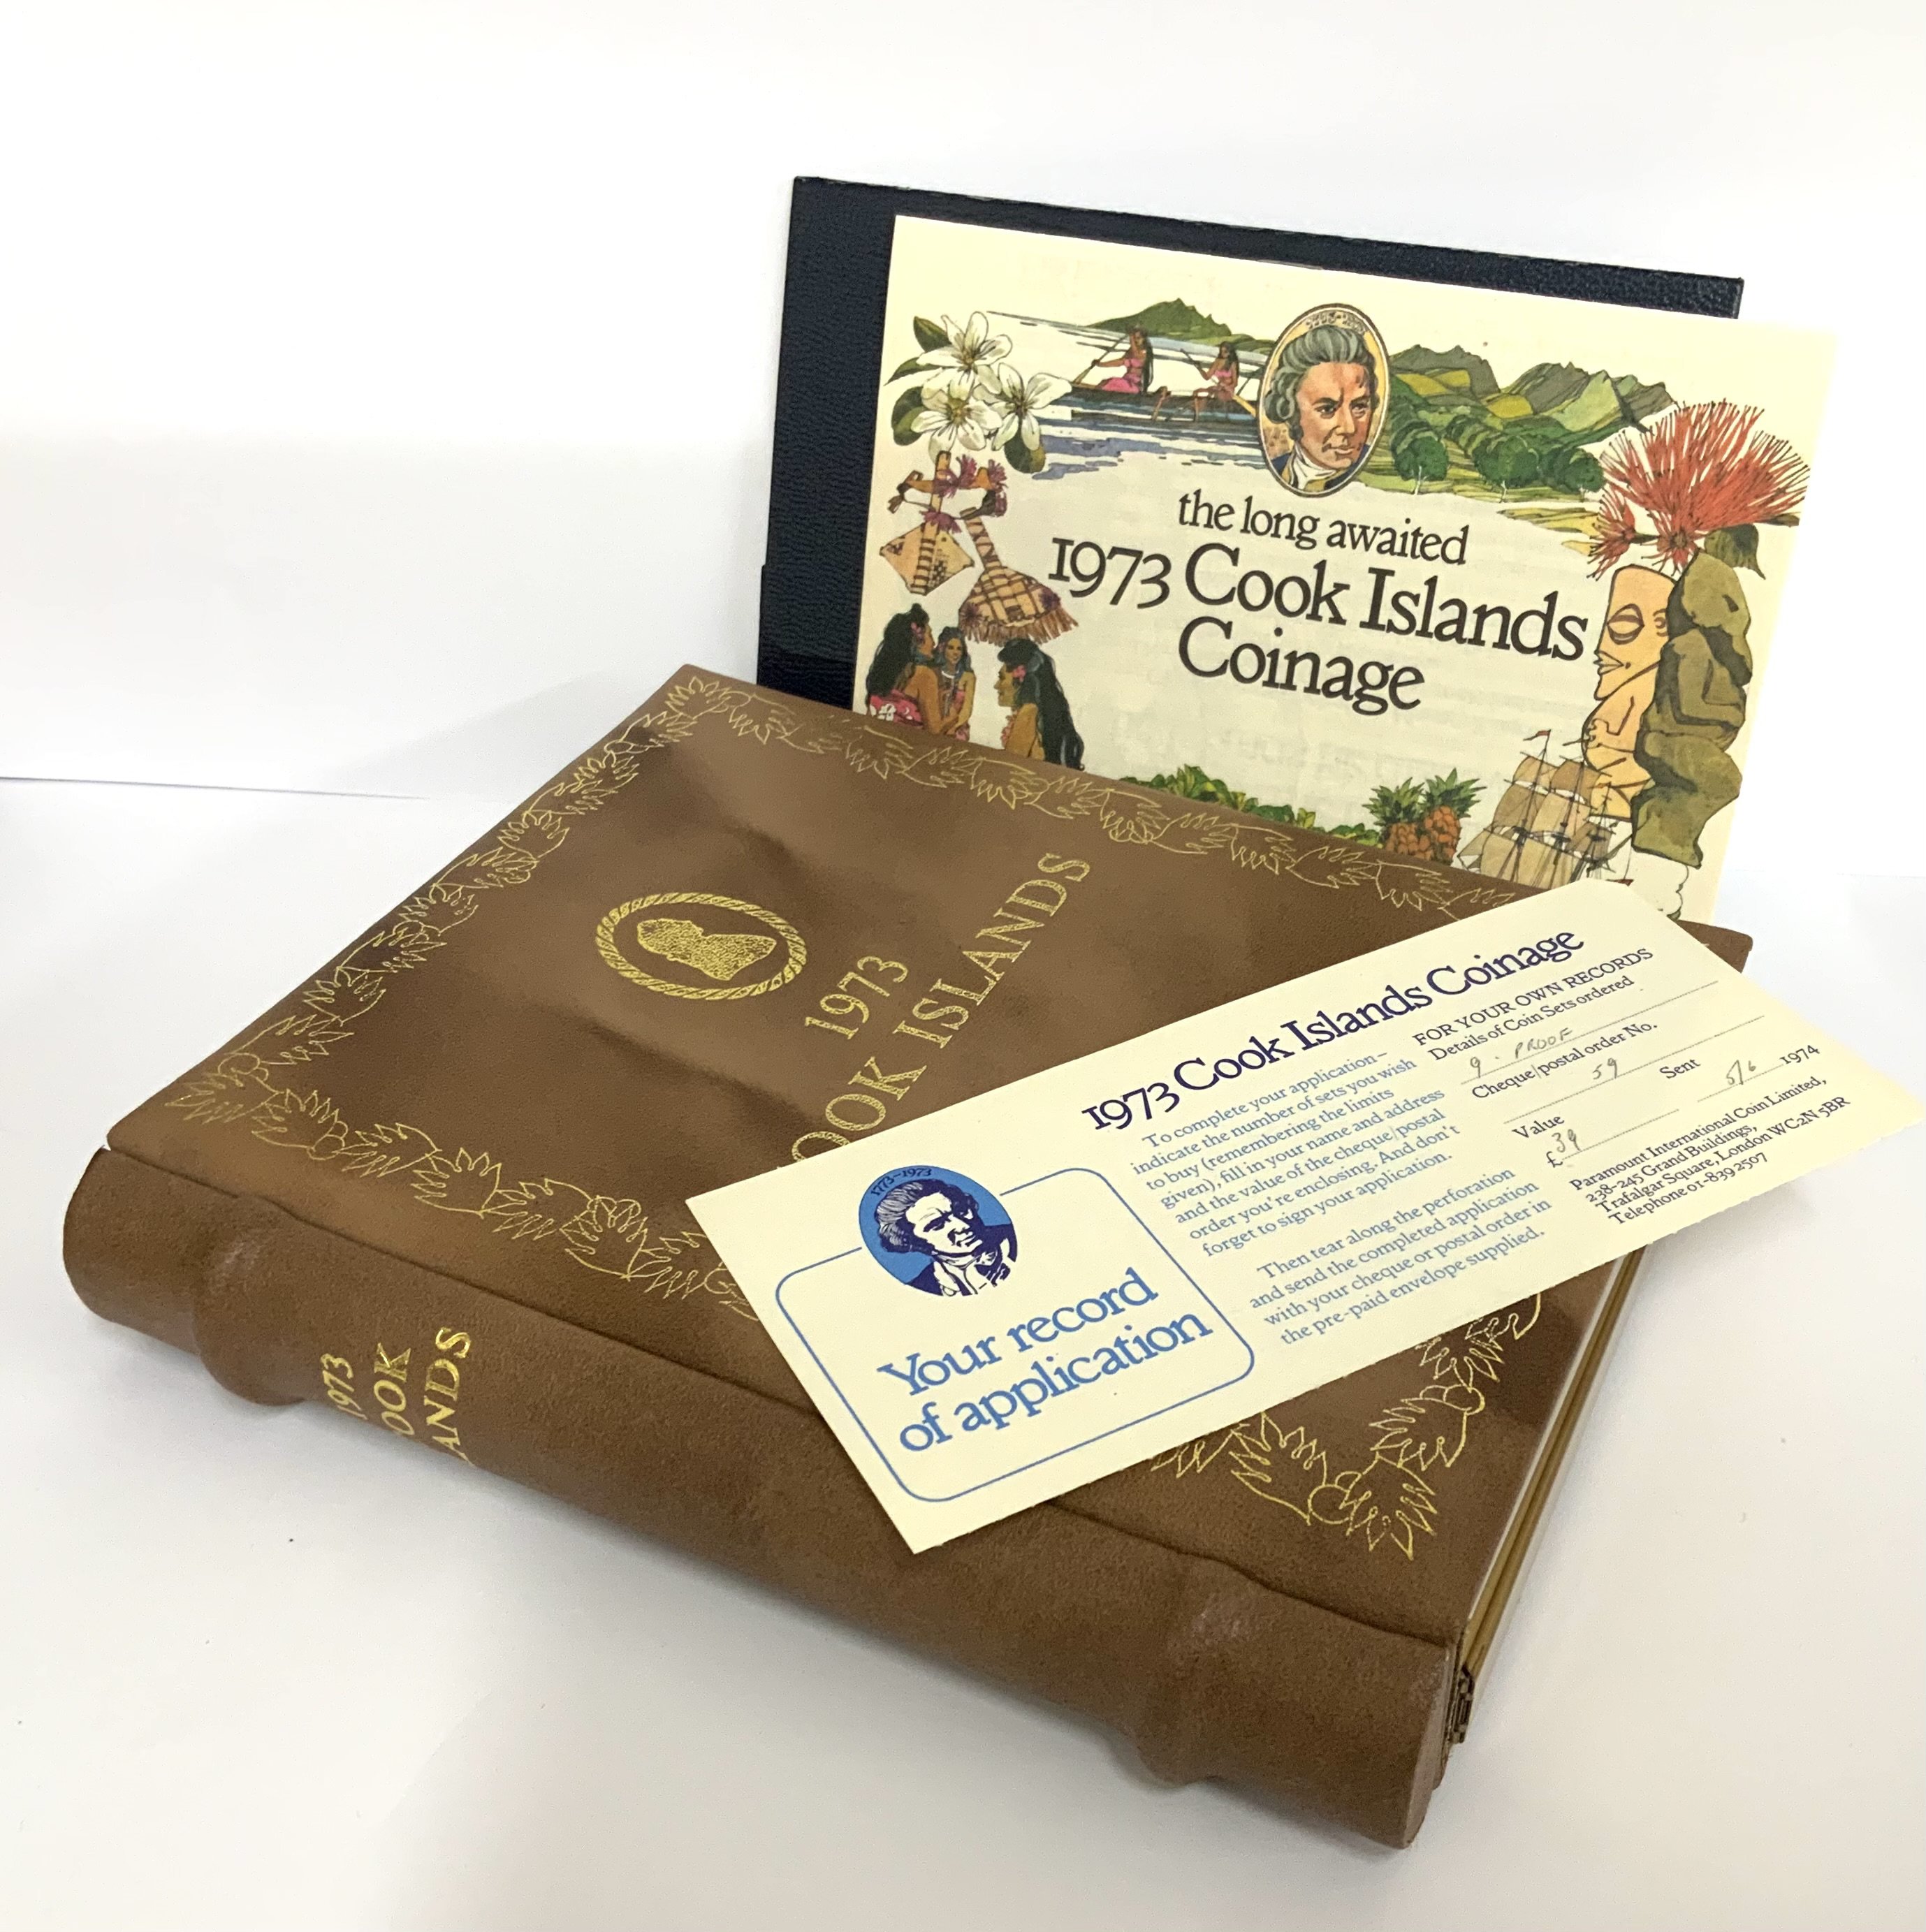 the long awaited
1973 Cook Islands
Coinage
1973
OOK ISLANDS
1973
OOK
ANDS
1973 Cook Islands Coinage
1773-1973
Your record
of application
To complete your application –
indicate the number of sets you wish
to buy (remembering the limits
given), fill in your name and address
and the value of the cheque/postal
order you're enclosing. And don't
forget to sign your application.
Then tear along the perforation
and send the completed application
with your cheque or postal order in
the pre-paid envelope supplied.
FOR YOUR OWN RECORDS
Details of Coin Sets ordered
9 - PROOF
Cheque/postal order No.
59 Sent 5/6 1974
Value
£39
Paramount International Coin Limited,
238-245 Grand Buildings,
Trafalgar Square, London WC2N 5BR
Telephone 01-839 2507